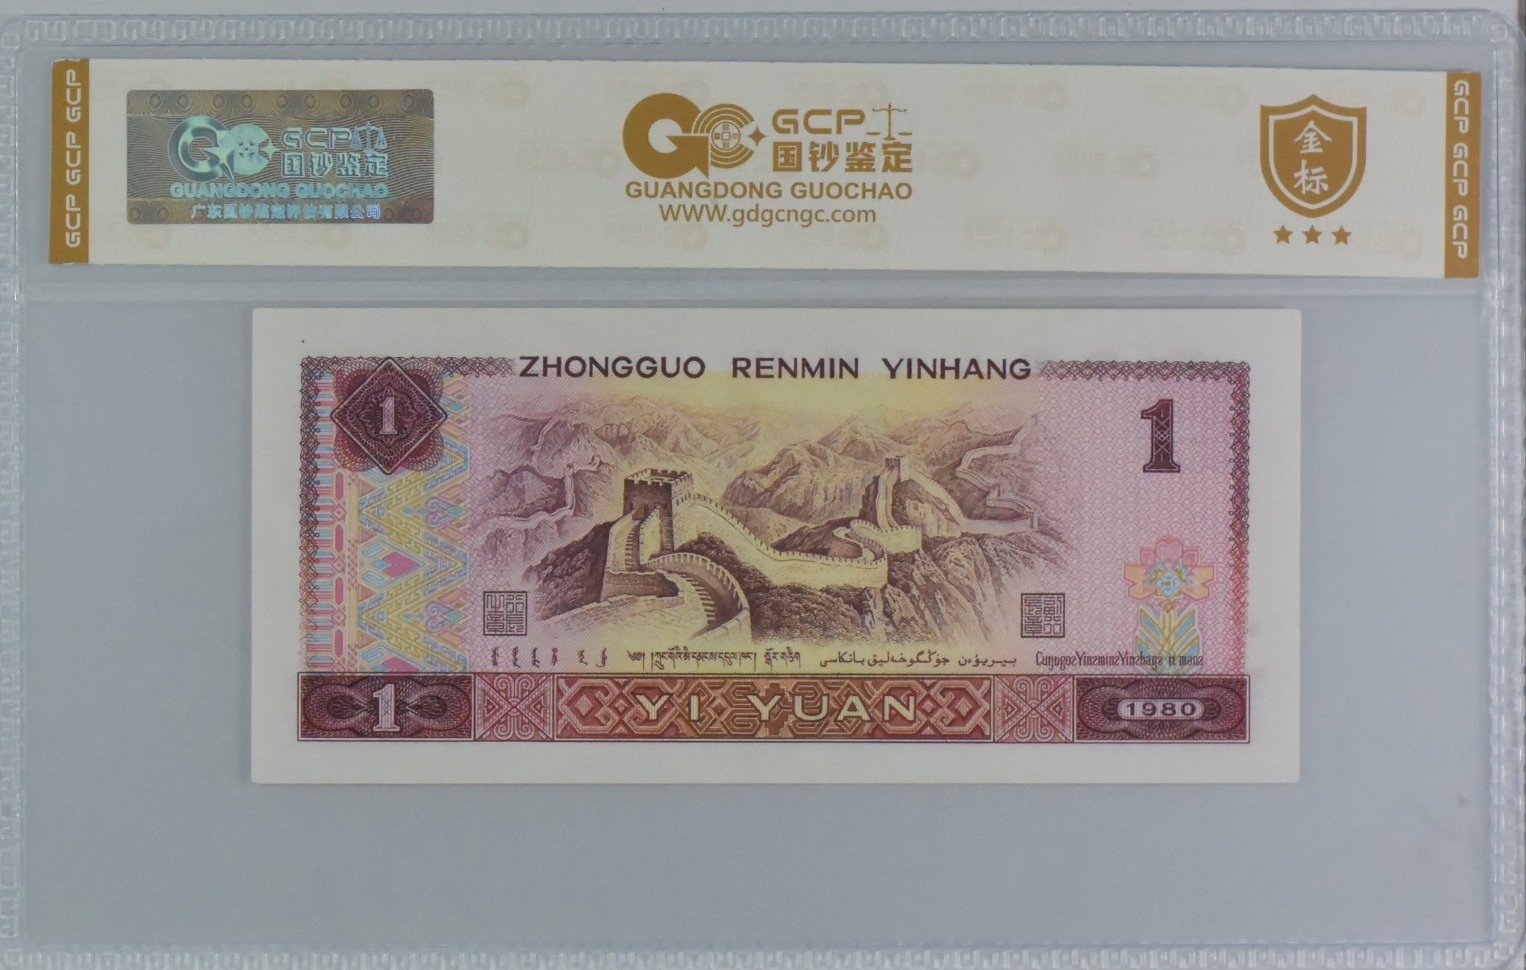 GCP GCP GCP
GCP
国钞鉴定
GUANGDONG GUOCHAO
广东国钞鉴定评估有限公司
GCP
国钞鉴定
GUANGDONG GUOCHAO
WWW.gdgcngc.com
金标
GCP GCP GCP
ZHONGGUO RENMIN YINHANG
1
1
1
YI YUAN
1980